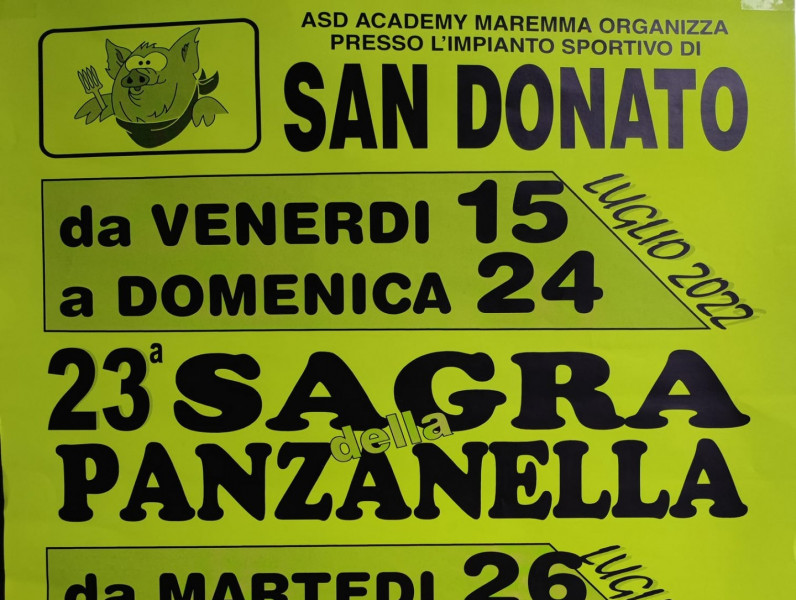 ASD ACADEMY MAREMMA ORGANIZZA
PRESSO L'IMPIANTO SPORTIVO DI
SAN DONATO
da VENERDI 15
a DOMENICA 24
LUGLIO 2022
23ª SAGRA
della
PANZANELLA
da MARTEDI 26